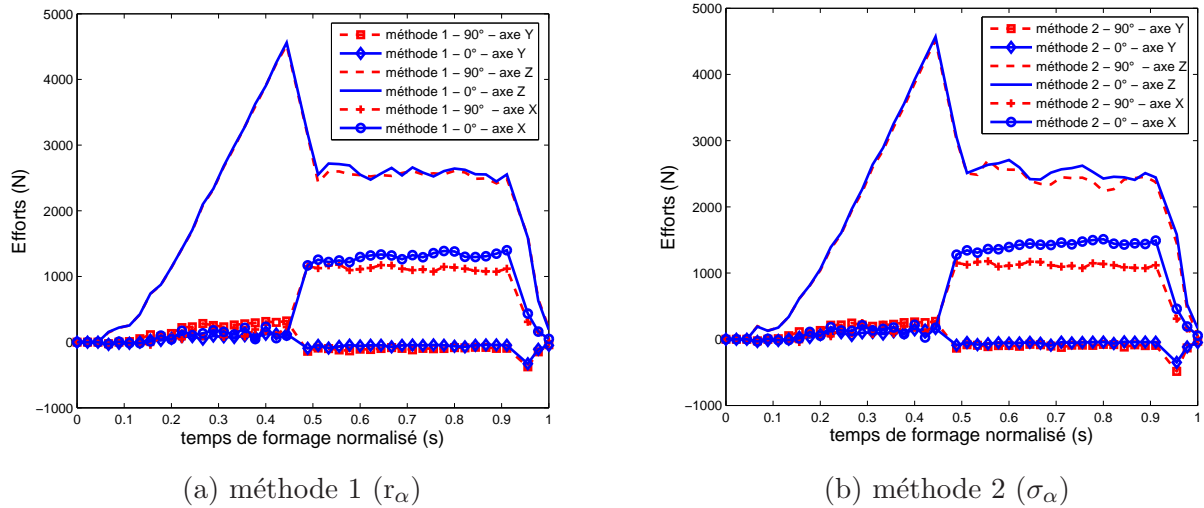 5000
4000
3000
2000
1000
0
−1000
Efforts (N)
0 0.1 0.2 0.3 0.4 0.5 0.6 0.7 0.8 0.9 1
temps de formage normalisé (s)
méthode 1 − 90° − axe Y
méthode 1 − 0° − axe Y
méthode 1 − 90° − axe Z
méthode 1 − 0° − axe Z
méthode 1 − 90° − axe X
méthode 1 − 0° − axe X
(a) méthode 1 (rα)
5000
4000
3000
2000
1000
0
−1000
Efforts (N)
0 0.1 0.2 0.3 0.4 0.5 0.6 0.7 0.8 0.9 1
temps de formage normalisé (s)
méthode 2 − 90° − axe Y
méthode 2 − 0° − axe Y
méthode 2 − 90° − axe Z
méthode 2 − 0° − axe Z
méthode 2 − 90° − axe X
méthode 2 − 0° − axe X
(b) méthode 2 (σα)